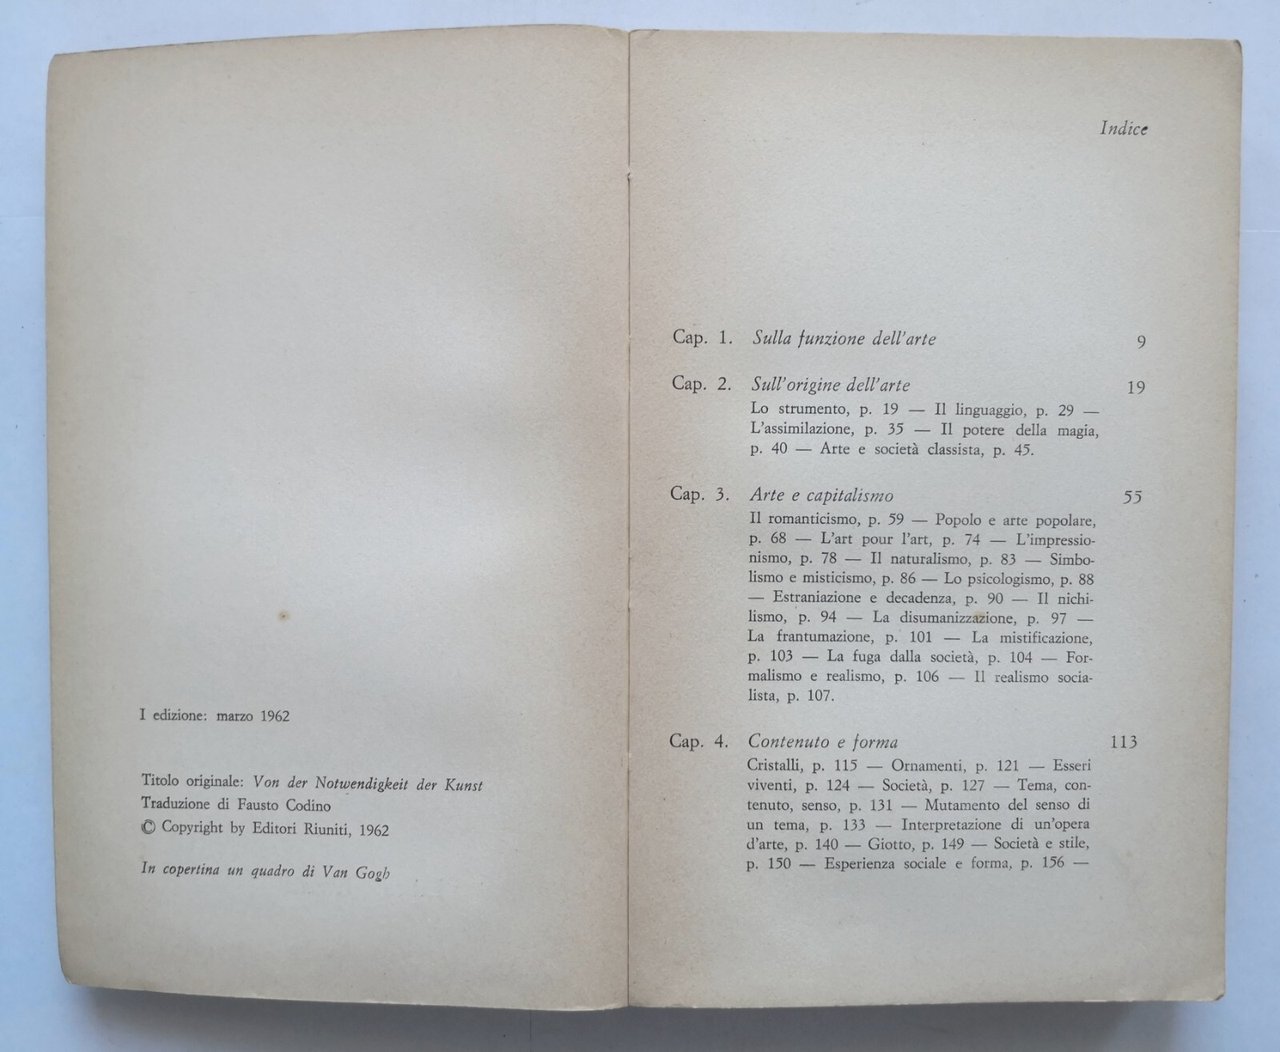 I edizione: marzo 1962
Titolo originale: Von der Notwendigkeit der Kunst
Traduzione di Fausto Codino
© Copyright by Editori Riuniti, 1962
In copertina un quadro di Van Gogh
Indice
Cap. 1. Sulla funzione dell'arte 9
Cap. 2. Sull'origine dell'arte 19
Lo strumento, p. 19 — Il linguaggio, p. 29 —
L'assimilazione, p. 35 — Il potere della magia,
p. 40 — Arte e società classista, p. 45.
Cap. 3. Arte e capitalismo 55
Il romanticismo, p. 59 — Popolo e arte popolare,
p. 68 — L'art pour l'art, p. 74 — L'impressio-
nismo, p. 78 — Il naturalismo, p. 83 — Simbo-
lismo e misticismo, p. 86 — Lo psicologismo, p. 88
— Estraniazione e decadenza, p. 90 — Il nichi-
lismo, p. 94 — La disumanizzazione, p. 97 —
La frantumazione, p. 101 — La mistificazione,
p. 103 — La fuga dalla società, p. 104 — For-
malismo e realismo, p. 106 — Il realismo socia-
lista, p. 107.
Cap. 4. Contenuto e forma 113
Cristalli, p. 115 — Ornamenti, p. 121 — Esseri
viventi, p. 124 — Società, p. 127 — Tema, con-
tenuto, senso, p. 131 — Mutamento del senso di
un tema, p. 133 — Interpretazione di un'opera
d'arte, p. 140 — Giotto, p. 149 — Società e stile,
p. 150 — Esperienza sociale e forma, p. 156 —